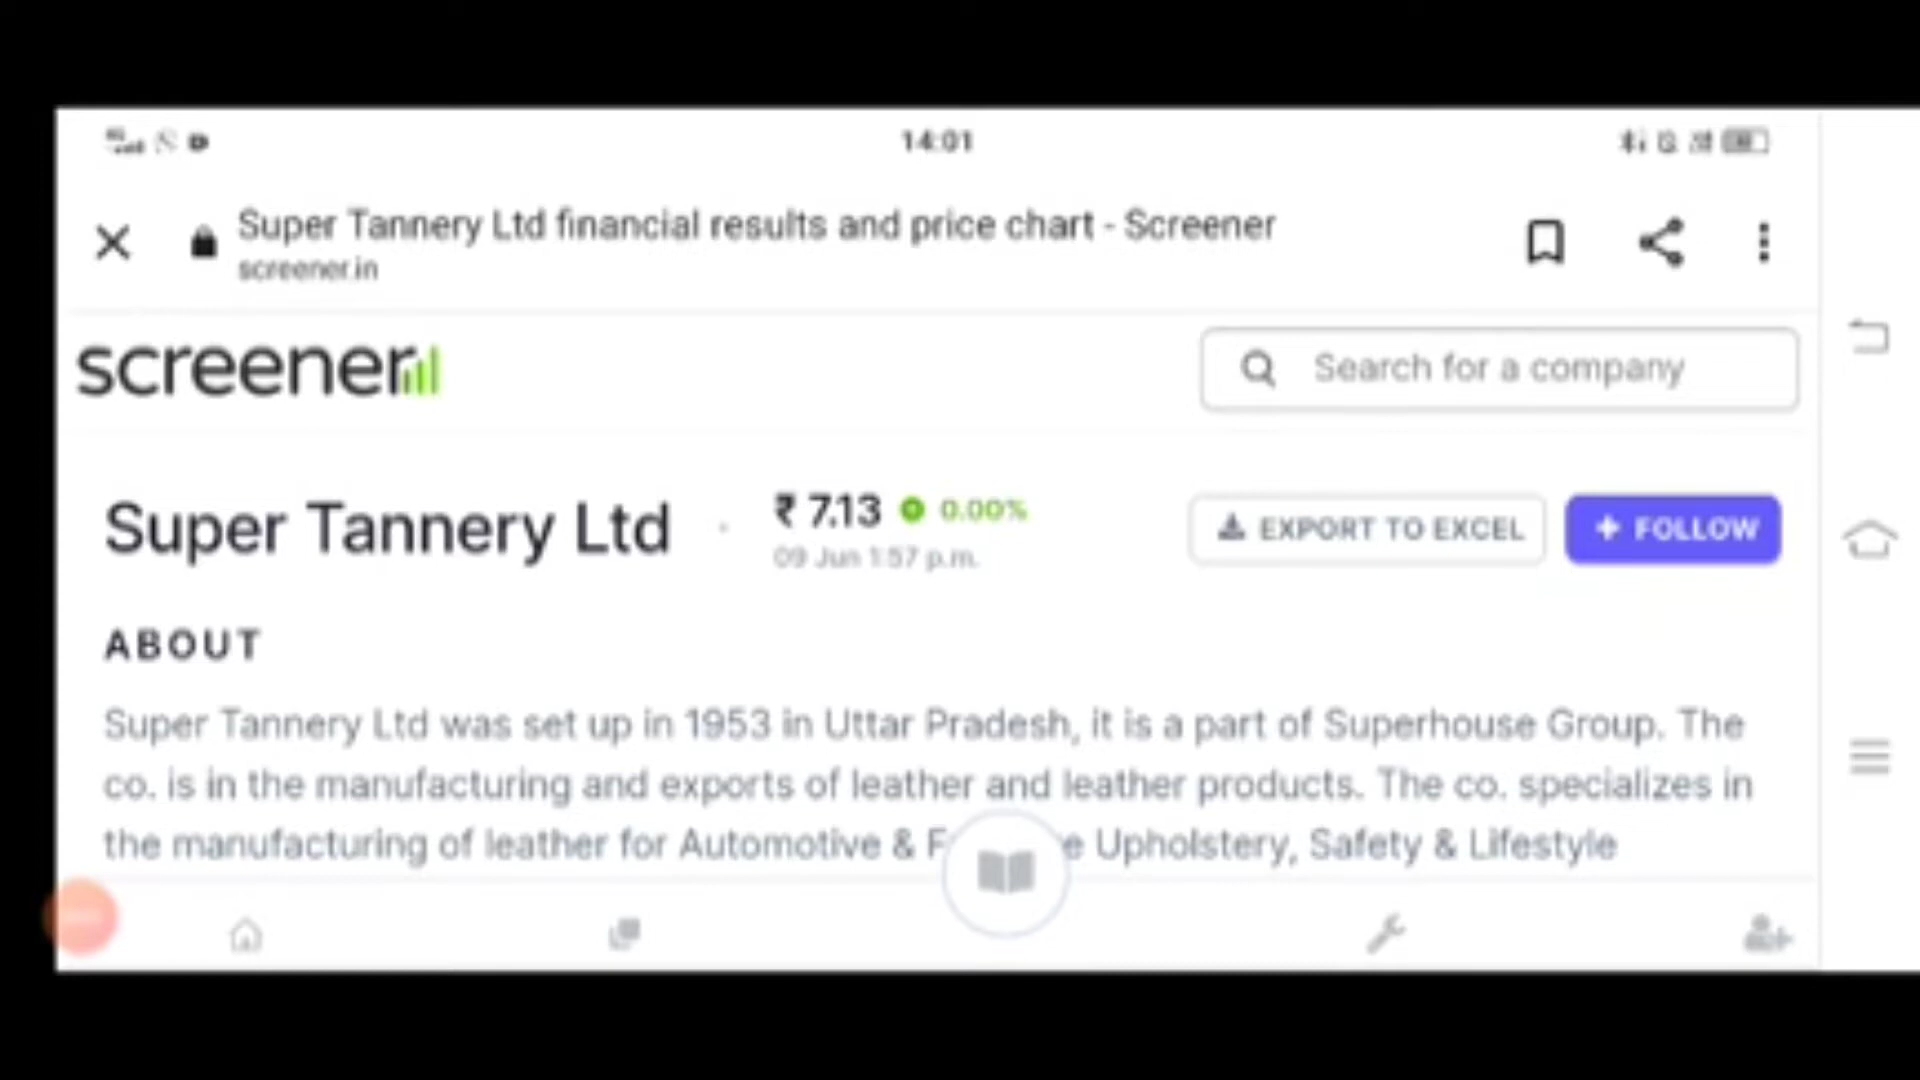 14:01
Super Tannery Ltd financial results and price chart - Screener
screener.in
screener
Search for a company
Super Tannery Ltd
₹ 7.13 0.00%
09 Jun 1:57 p.m.
EXPORT TO EXCEL
+ FOLLOW
ABOUT
Super Tannery Ltd was set up in 1953 in Uttar Pradesh, it is a part of Superhouse Group. The
co. is in the manufacturing and exports of leather and leather products. The co. specializes in
the manufacturing of leather for Automotive & Upholstery, Safety & Lifestyle